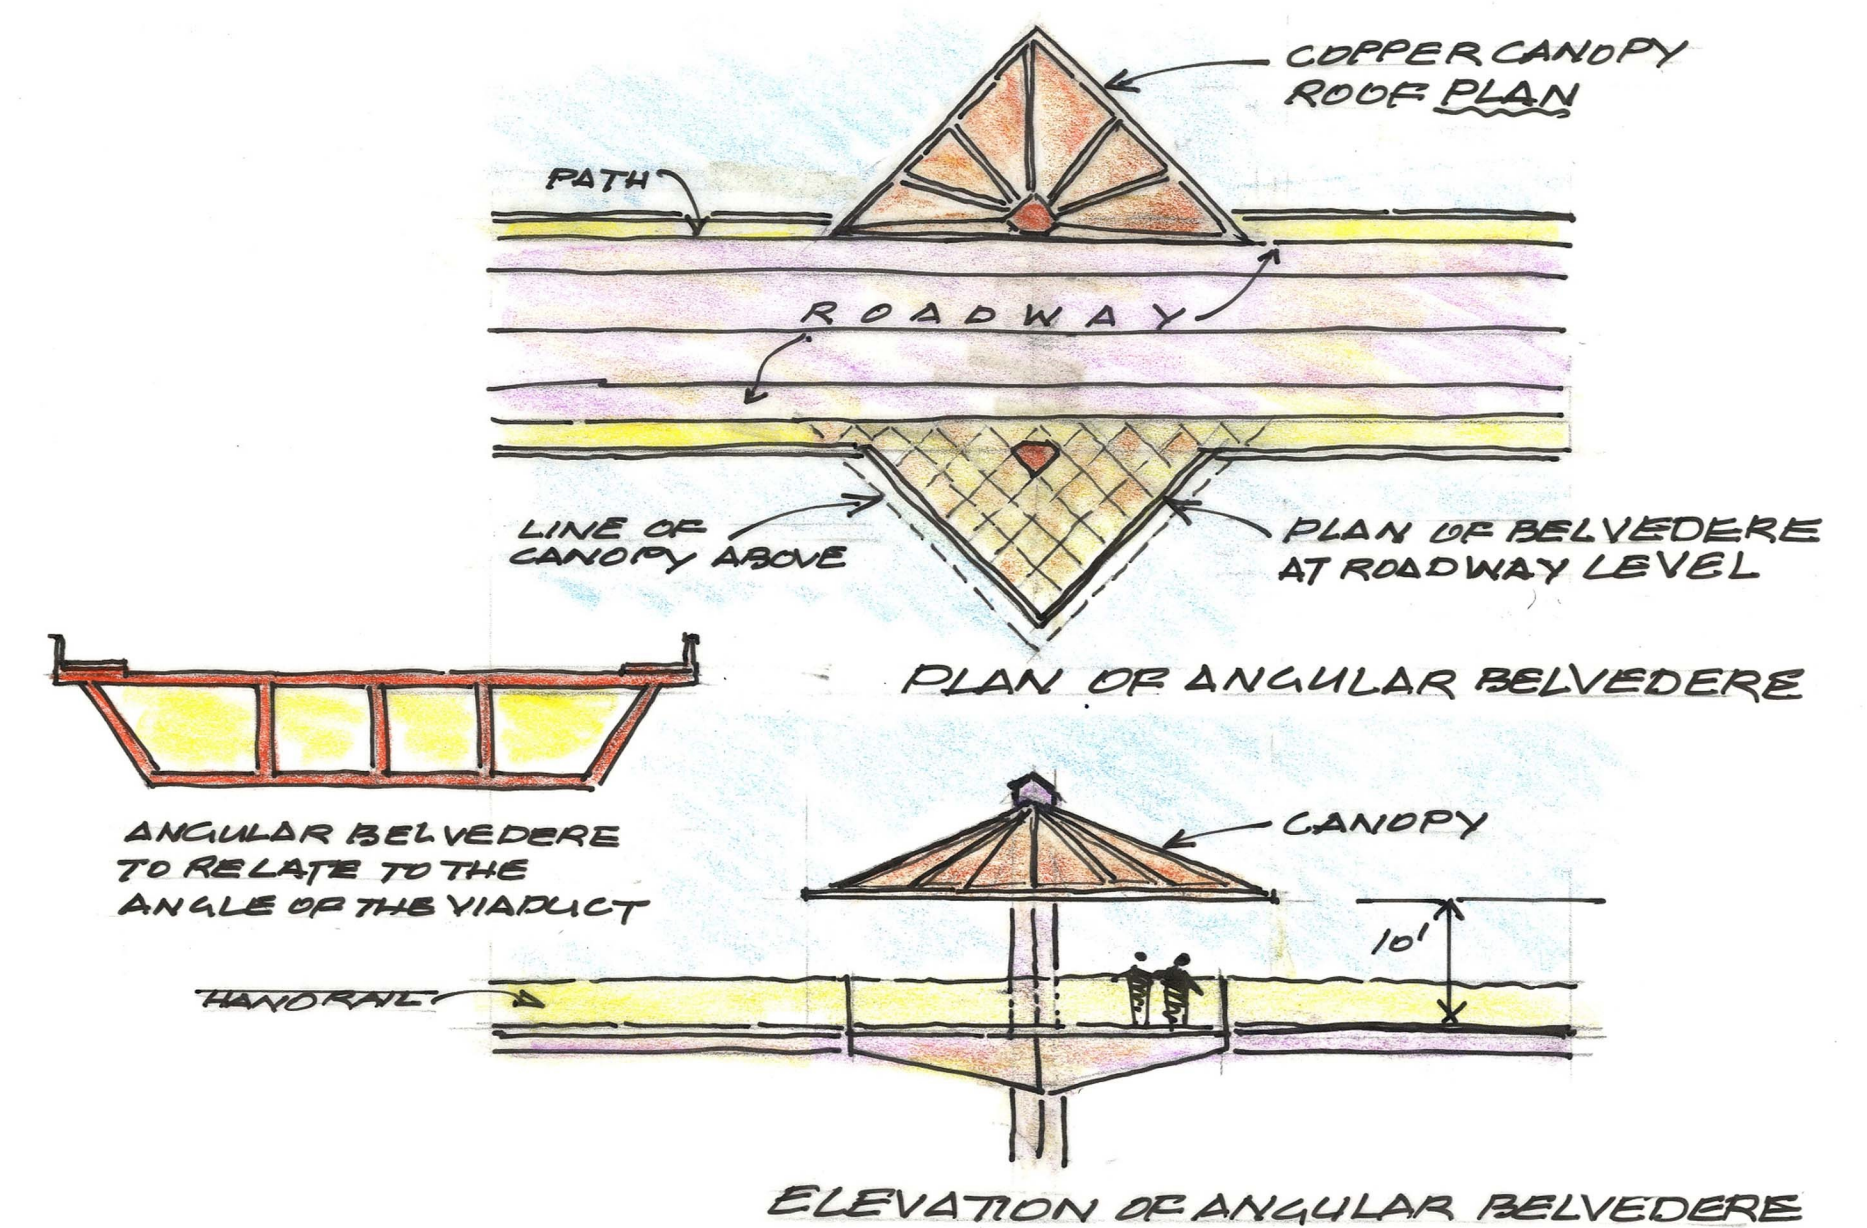 COPPER CANOPY
ROOF PLAN
PATH
ROADWAY
LINE OF
CANOPY ABOVE
PLAN OF BELVEDERE
AT ROADWAY LEVEL
PLAN OF ANGULAR BELVEDERE
ANGULAR BELVEDERE
TO RELATE TO THE
ANGLE OF THE VIADUCT
CANOPY
10'
HANDRAIL
ELEVATION OF ANGULAR BELVEDERE